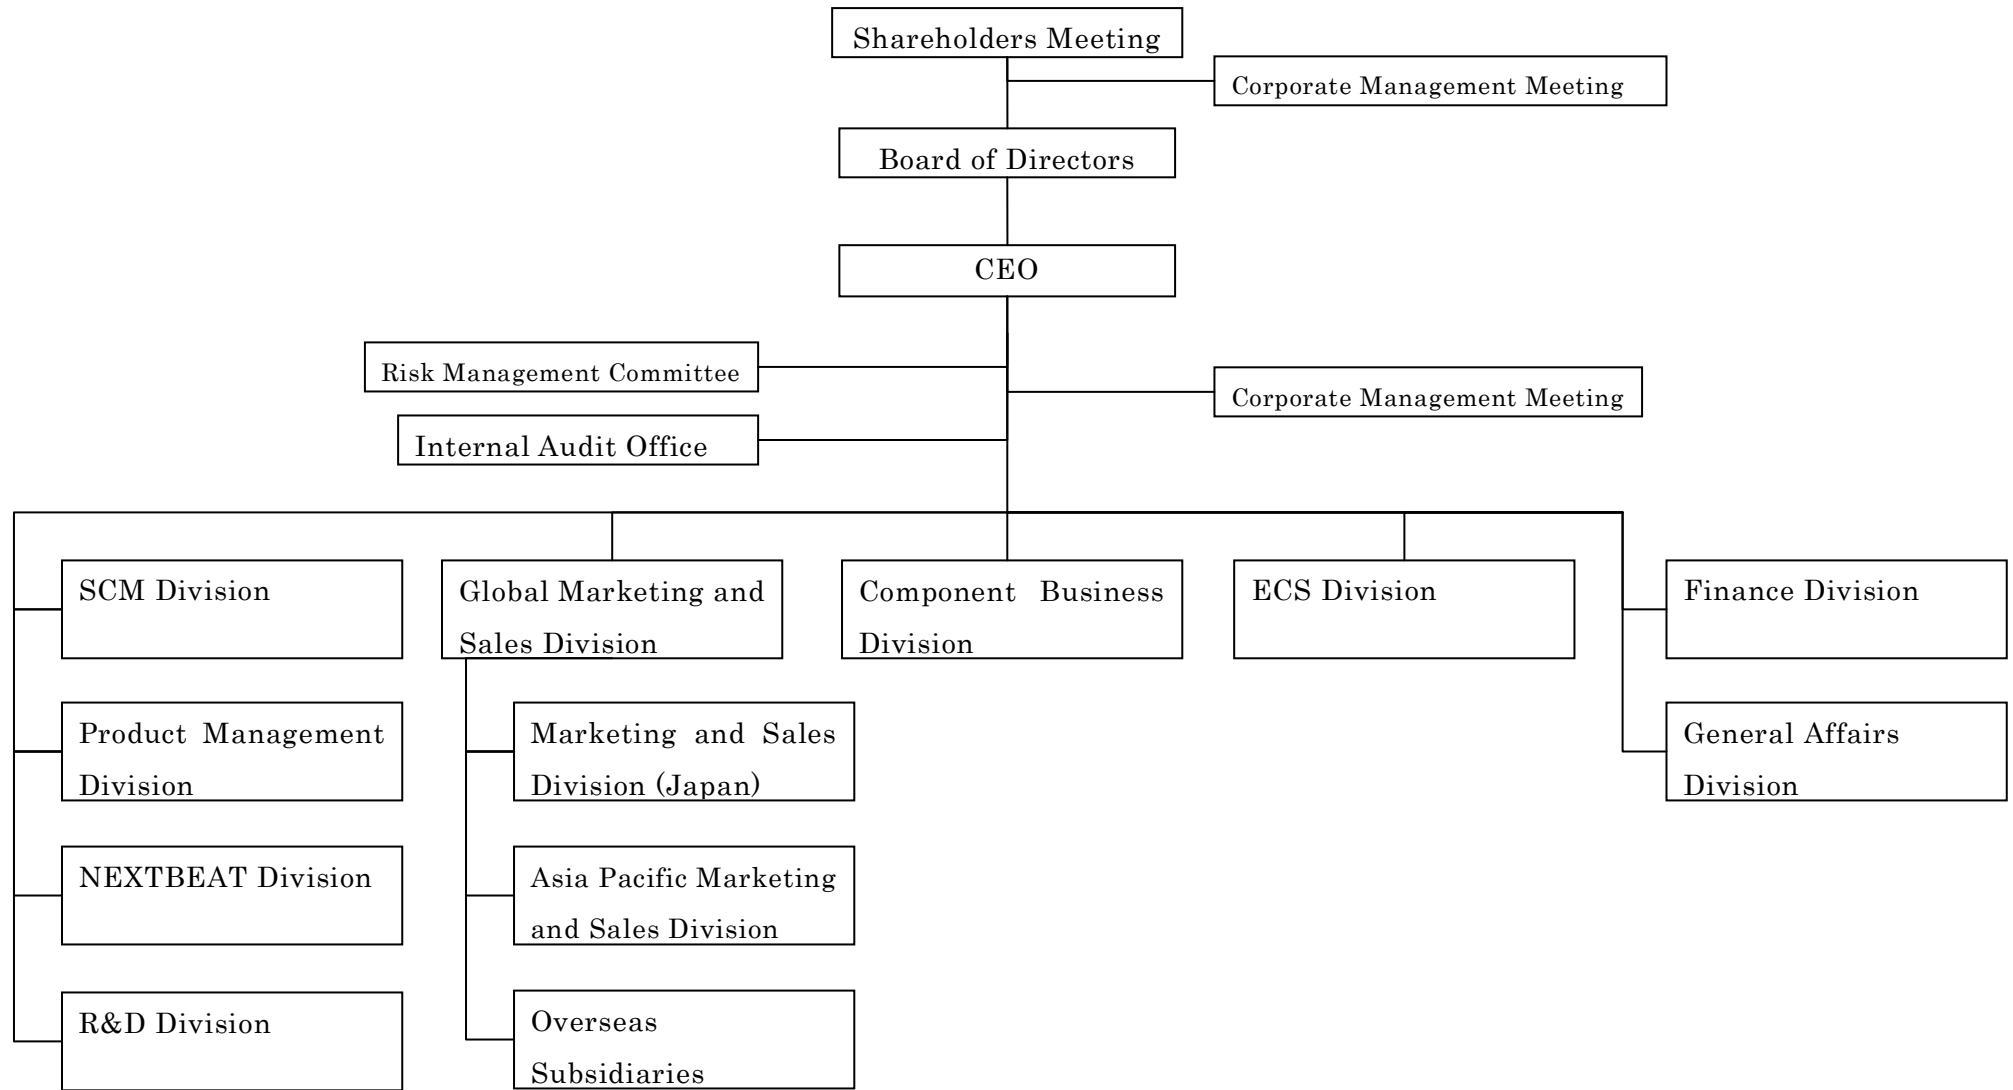 Shareholders Meeting
Corporate Management Meeting
Board of Directors
CEO
Risk Management Committee
Corporate Management Meeting
Internal Audit Office
SCM Division
Global Marketing and
Sales Division
Component Business
Division
ECS Division
Finance Division
Product Management
Division
Marketing and Sales
Division (Japan)
General Affairs
Division
NEXTBEAT Division
Asia Pacific Marketing
and Sales Division
R&D Division
Overseas
Subsidiaries